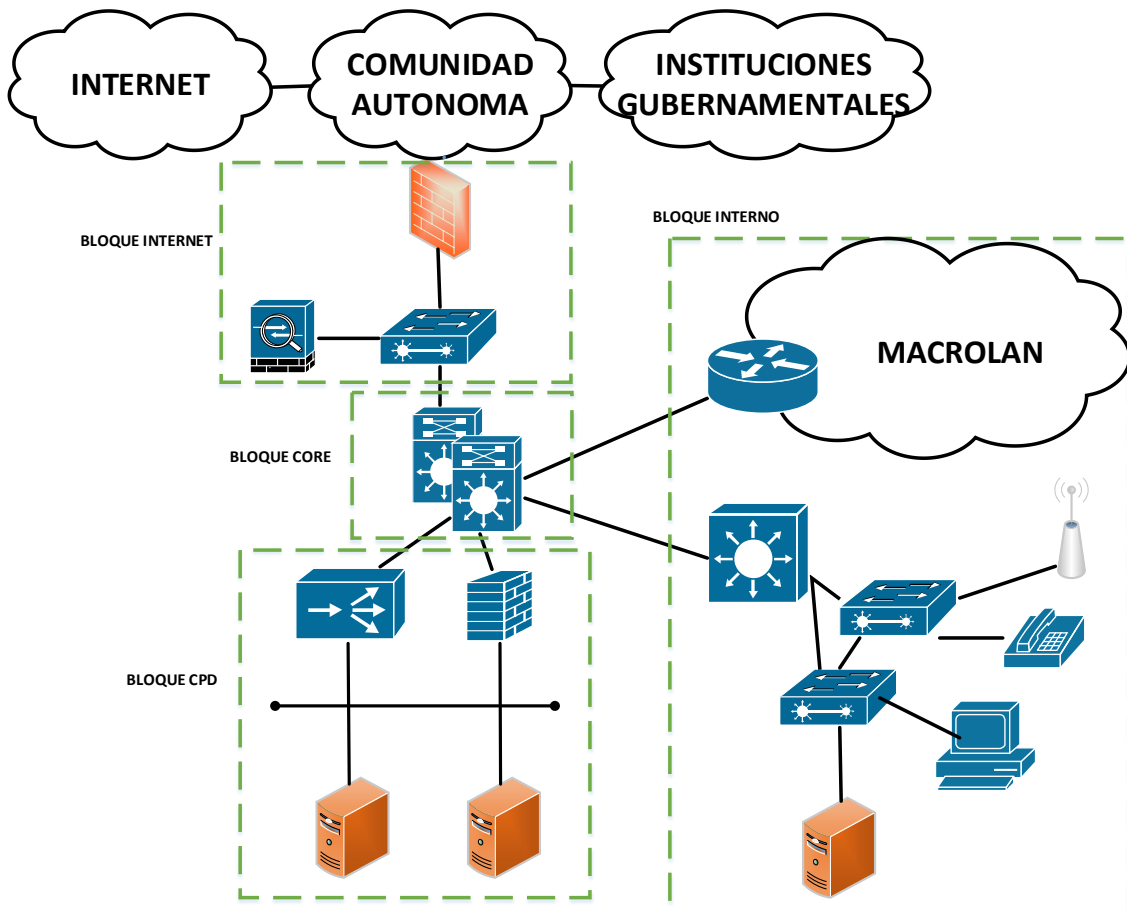 INTERNET
COMUNIDAD
AUTONOMA
INSTITUCIONES
GUBERNAMENTALES
BLOQUE INTERNET
BLOQUE INTERNO
MACROLAN
BLOQUE CORE
BLOQUE CPD